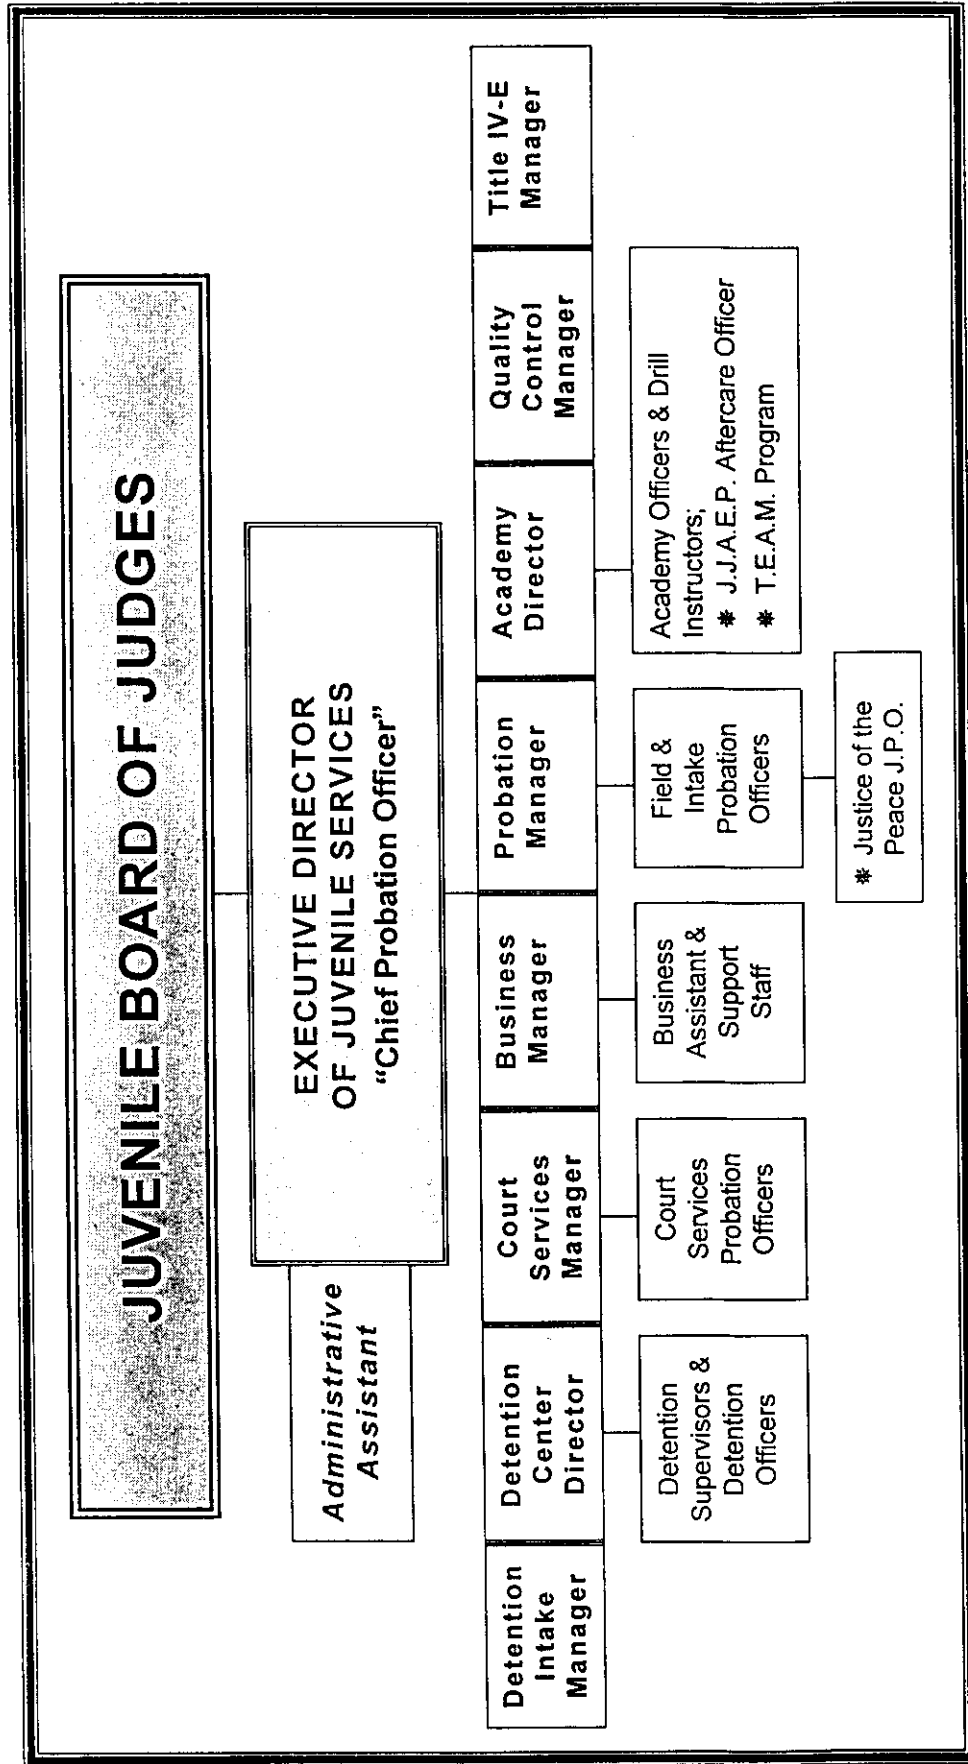 JUVENILE BOARD OF JUDGES
EXECUTIVE DIRECTOR
OF JUVENILE SERVICES
“Chief Probation Officer”
Administrative
Assistant
Detention
Intake
Manager
Detention
Center
Director
Court
Services
Manager
Business
Manager
Probation
Manager
Academy
Director
Quality
Control
Manager
Title IV-E
Manager
Detention
Supervisors &
Detention
Officers
Court
Services
Probation
Officers
Business
Assistant &
Support
Staff
Field &
Intake
Probation
Officers
Academy Officers & Drill
Instructors;
* J.J.A.E.P. Aftercare Officer
* T.E.A.M. Program
* Justice of the
Peace J.P.O.